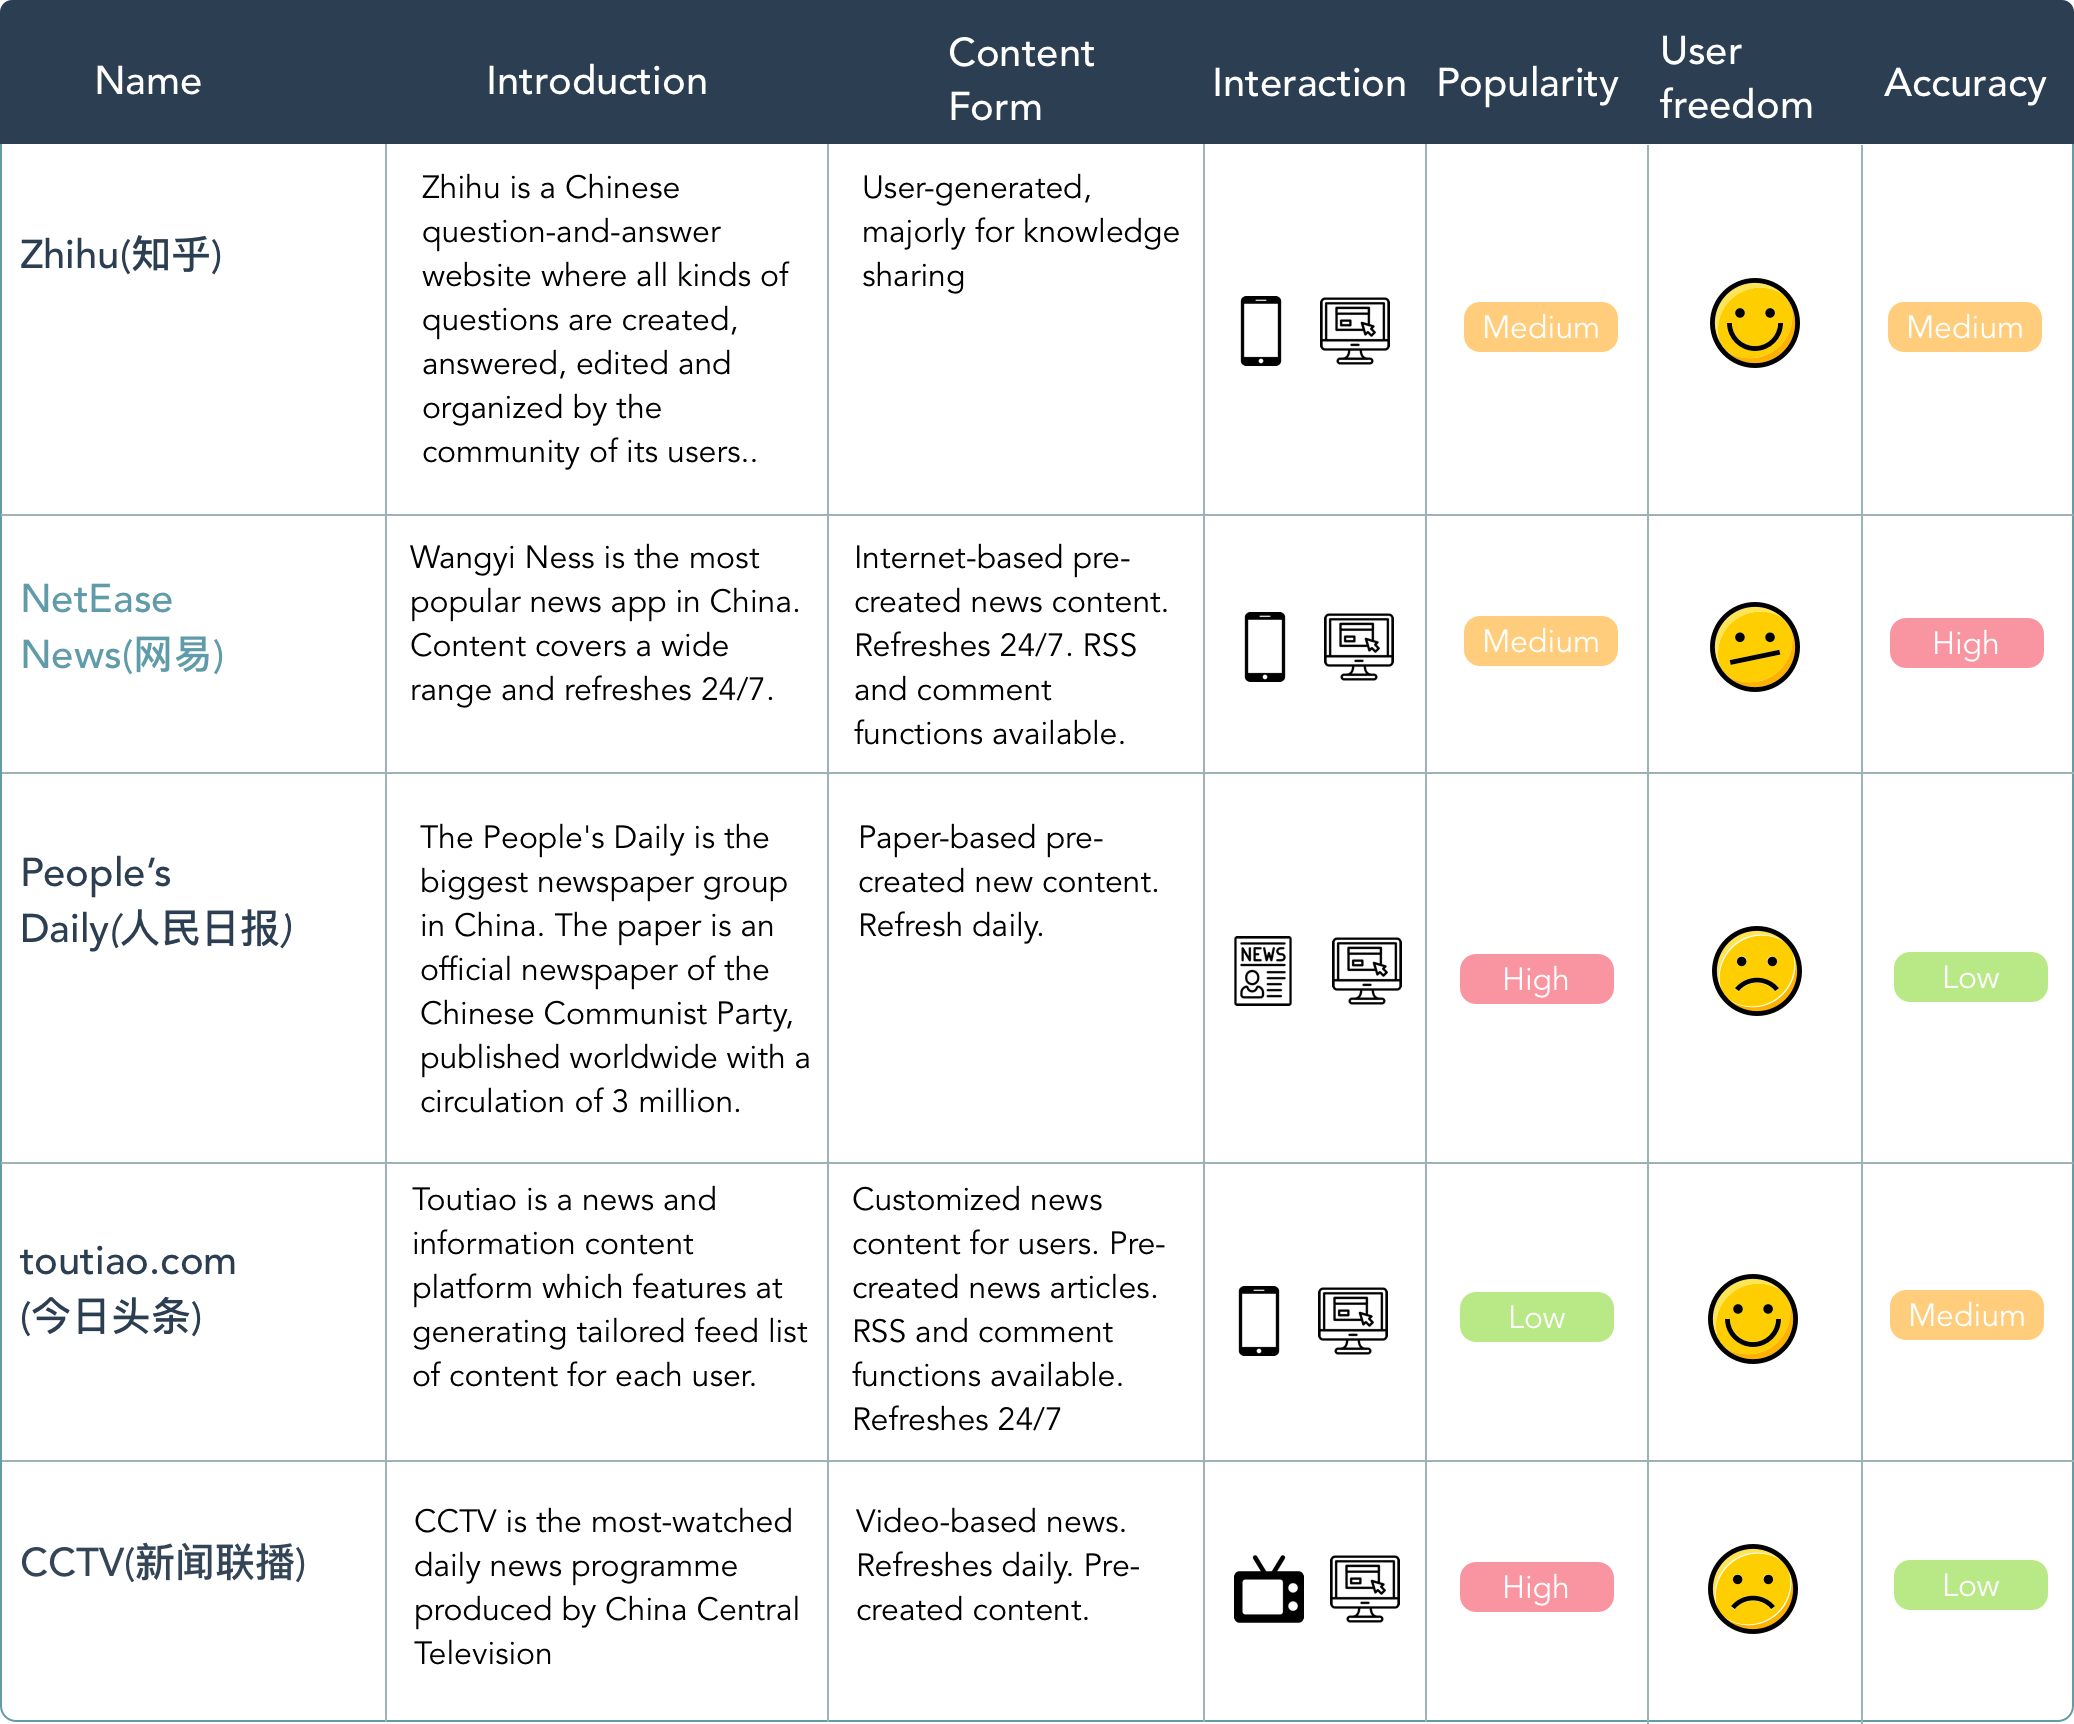 Name
Introduction
Content
Form
Interaction
Popularity
User
freedom
Accuracy
Zhihu(知乎)
Zhihu is a Chinese
question-and-answer
website where all kinds of
questions are created,
answered, edited and
organized by the
community of its users..
User-generated,
majorly for knowledge
sharing
Medium
Medium
NetEase
News(网易)
Wangyi Ness is the most
popular news app in China.
Content covers a wide
range and refreshes 24/7.
Internet-based pre-
created news content.
Refreshes 24/7. RSS
and comment
functions available.
Medium
High
People‘s
Daily(人民日报)
The People's Daily is the
biggest newspaper group
in China. The paper is an
official newspaper of the
Chinese Communist Party,
published worldwide with a
circulation of 3 million.
Paper-based pre-
created new content.
Refresh daily.
NEWS
High
Low
toutiao.com
(今日头条)
Toutiao is a news and
information content
platform which features at
generating tailored feed list
of content for each user.
Customized news
content for users. Pre-
created news articles.
RSS and comment
functions available.
Refreshes 24/7
Low
Medium
CCTV(新闻联播)
CCTV is the most-watched
daily news programme
produced by China Central
Television
Video-based news.
Refreshes daily. Pre-
created content.
High
Low